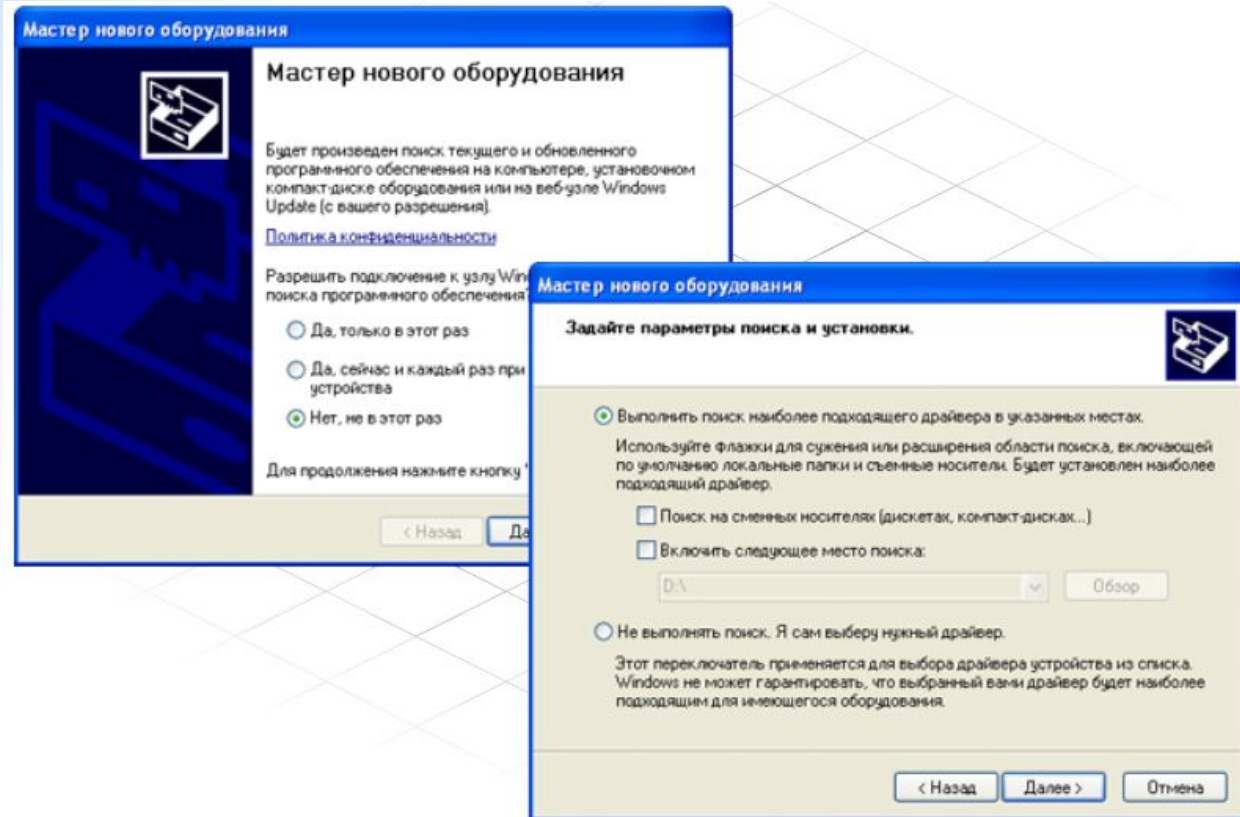 Мастер нового оборудования
Мастер нового оборудования
Будет произведен поиск текущего и обновленного
программного обеспечения на компьютере, установочном
компакт-диске оборудования или на веб-узле Windows
Update (с вашего разрешения).
Политика конфиденциальности
Разрешить подключение к узлу Win
поиска программного обеспечения?
Да, только в этот раз
Да, сейчас и каждый раз при
устройства
Нет, не в этот раз
Для продолжения нажмите кнопку "
< Назад
Да
Мастер нового оборудования
Задайте параметры поиска и установки.
Выполнить поиск наиболее подходящего драйвера в указанных местах.
Используйте флажки для сужения или расширения области поиска, включающей
по умолчанию локальные папки и съемные носители. Будет установлен наиболее
подходящий драйвер.
Поиск на сменных носителях (дискетах, компакт-дисках...)
Включить следующее место поиска:
D:\ Обзор
Не выполнять поиск. Я сам выберу нужный драйвер.
Этот переключатель применяется для выбора драйвера устройства из списка.
Windows не может гарантировать, что выбранный вами драйвер будет наиболее
подходящим для имеющегося оборудования.
< Назад Далее > Отмена